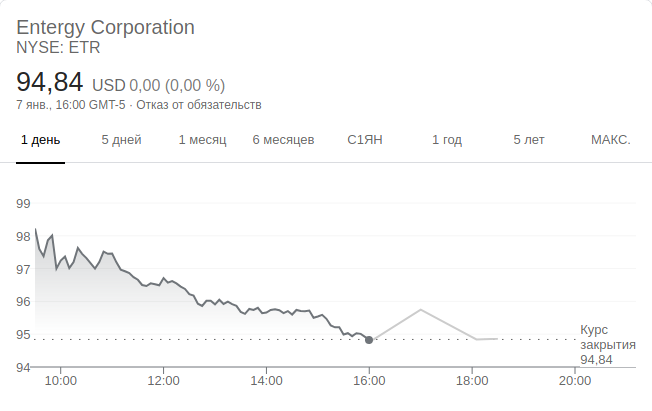 Entergy Corporation
NYSE: ETR
94,84 USD 0,00 (0,00 %)
7 янв., 16:00 GMT-5 · Отказ от обязательств
1 день 5 дней 1 месяц 6 месяцев С1ЯН 1 год 5 лет МАКС.
99
98
97
96
95
94
Курс
закрытия
94,84
10:00 12:00 14:00 16:00 18:00 20:00